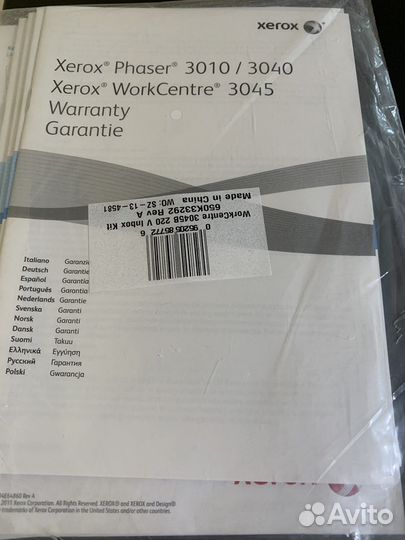 xerox
Xerox® Phaser® 3010 / 3040
Xerox® WorkCentre® 3045
Warranty
Garantie
WorkCentre 3045B 220 V Inbox Kit
650K33292 Rev A
Made in China WO: SZ-13-4581
0 95205 85772 6
Italiano Garanzia
Deutsch Garantie
Español Garantía
Português Garantia
Nederlands Garantie
Svenska Garanti
Norsk Garanti
Dansk Garanti
Suomi Takuu
Ελληνικά Εγγύηση
Русский Гарантия
Polski Gwarancja
xerox
Rev A
2011 Xerox Corporation. All Rights Reserved. XEROX® and XEROX and Design®
trademarks of Xerox Corporation in the United States and/or other countries.
Avito